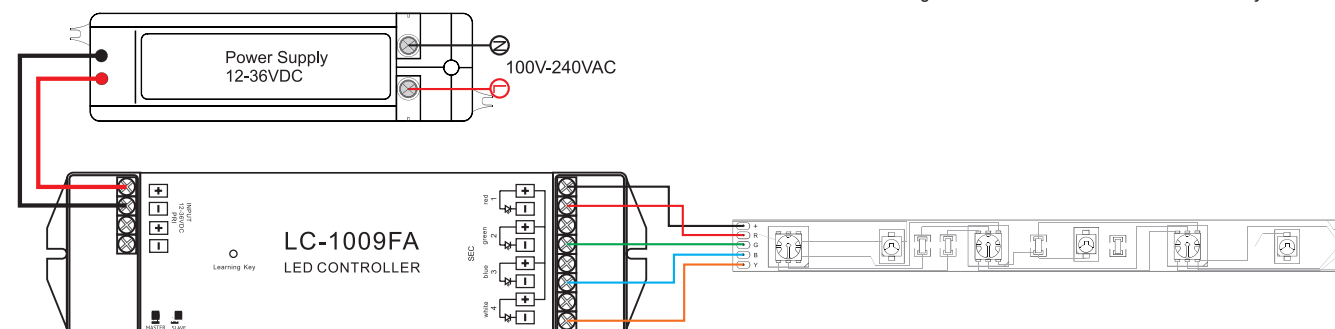 Power Supply
12-36VDC
N
100V-240VAC
L
INPUT
12-36VDC
PRI
+
−
+
−
Learning Key
LC-1009FA
LED CONTROLLER
MASTER SLAVE
SEC
red
1
+
−
green
2
+
−
blue
3
+
−
white
4
+
−
+
R
G
B
Y